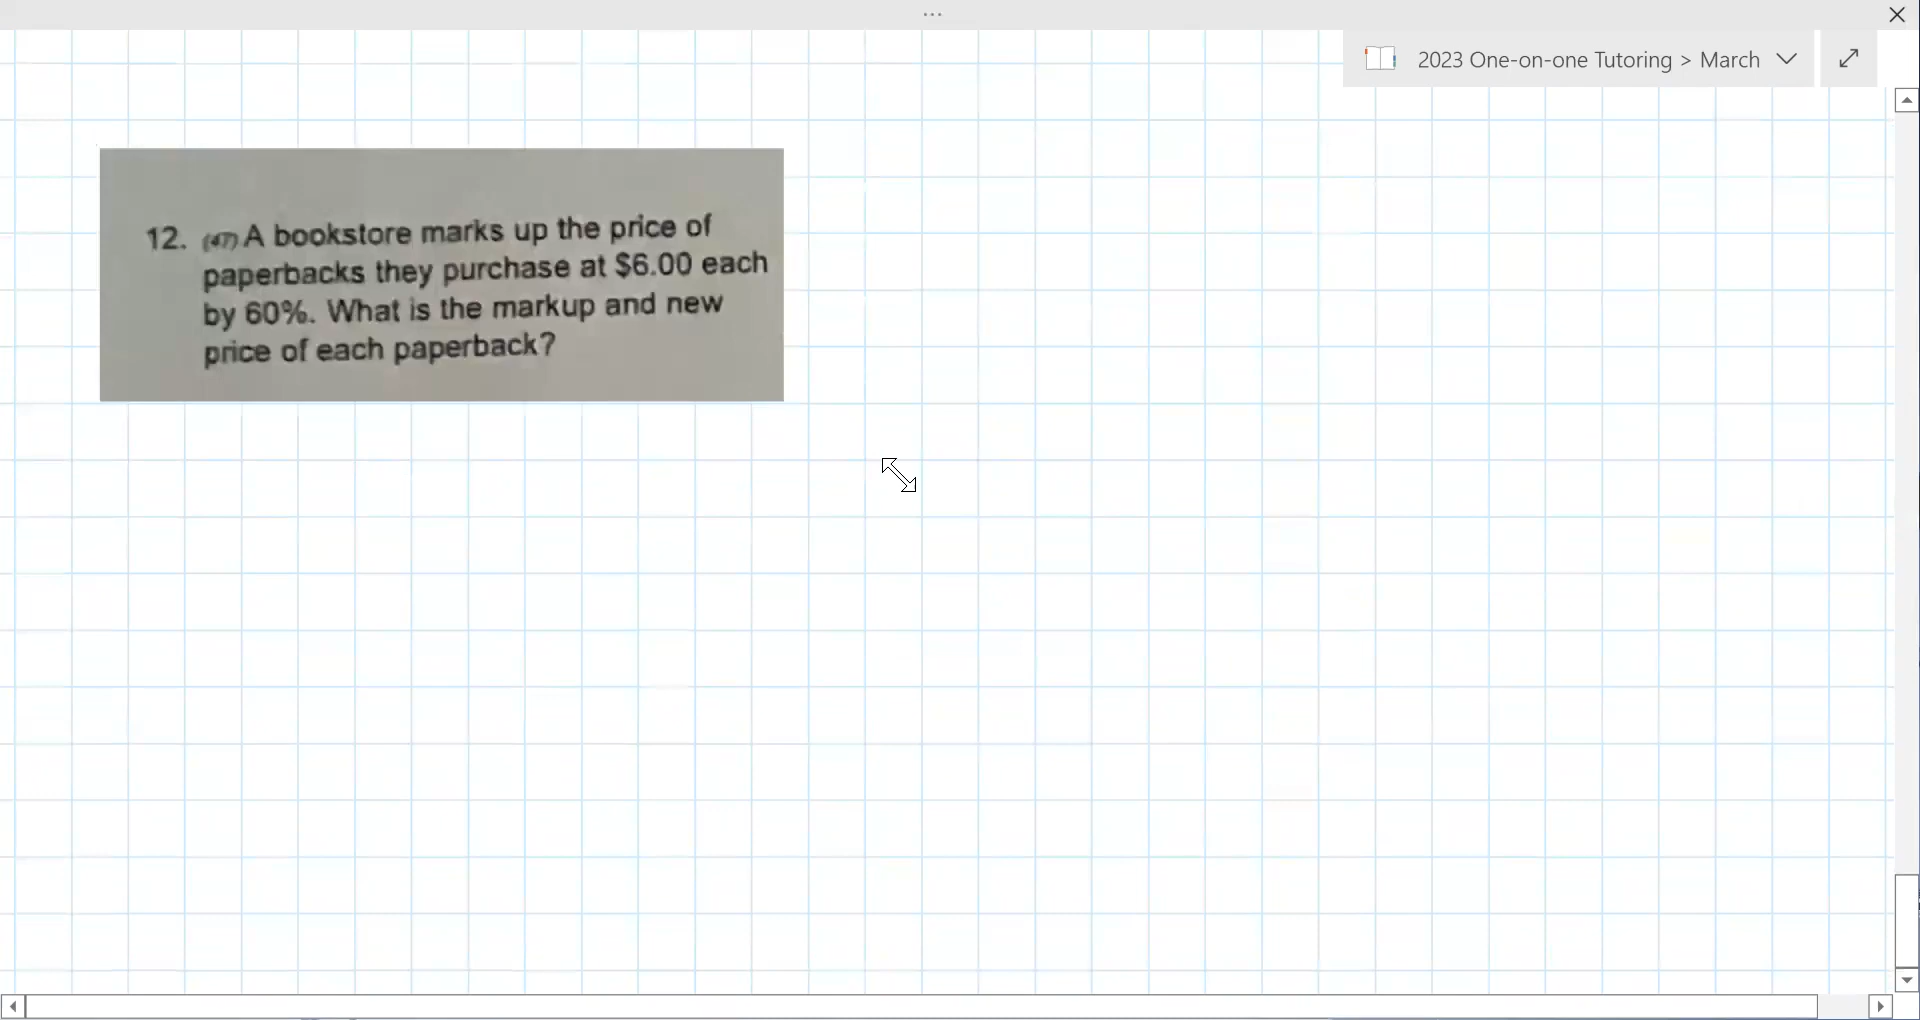 ...
2023 One-on-one Tutoring > March
12. (47) A bookstore marks up the price of
paperbacks they purchase at $6.00 each
by 60%. What is the markup and new
price of each paperback?